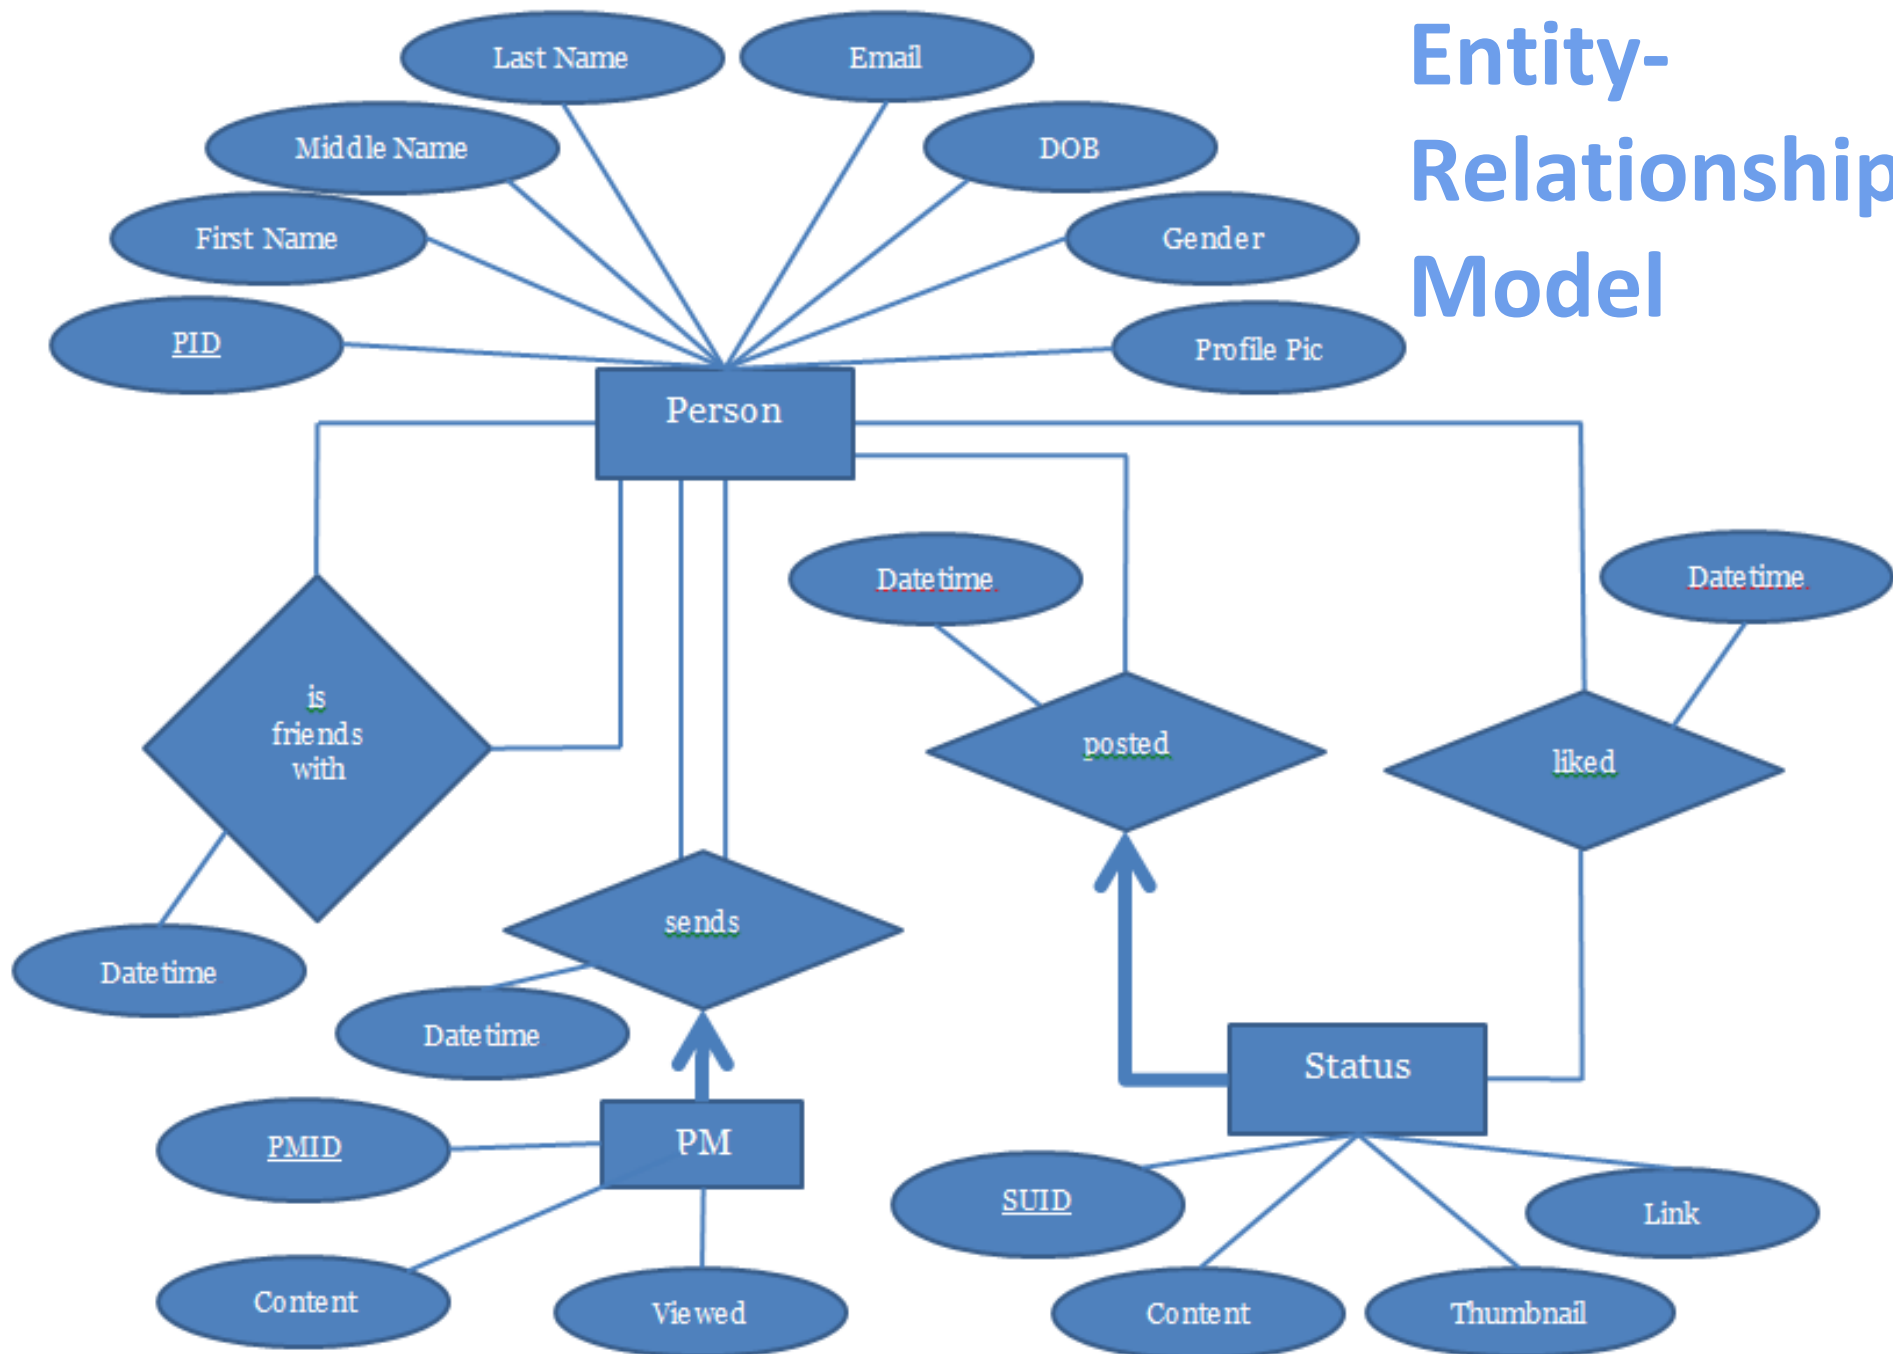 Entity-
Relationship
Model
Last Name
Email
Middle Name
DOB
First Name
Gender
PID
Profile Pic
Person
Datetime
Datetime
is
friends
with
posted
liked
sends
Datetime
Datetime
Status
PMID
PM
SUID
Link
Content
Viewed
Content
Thumbnail